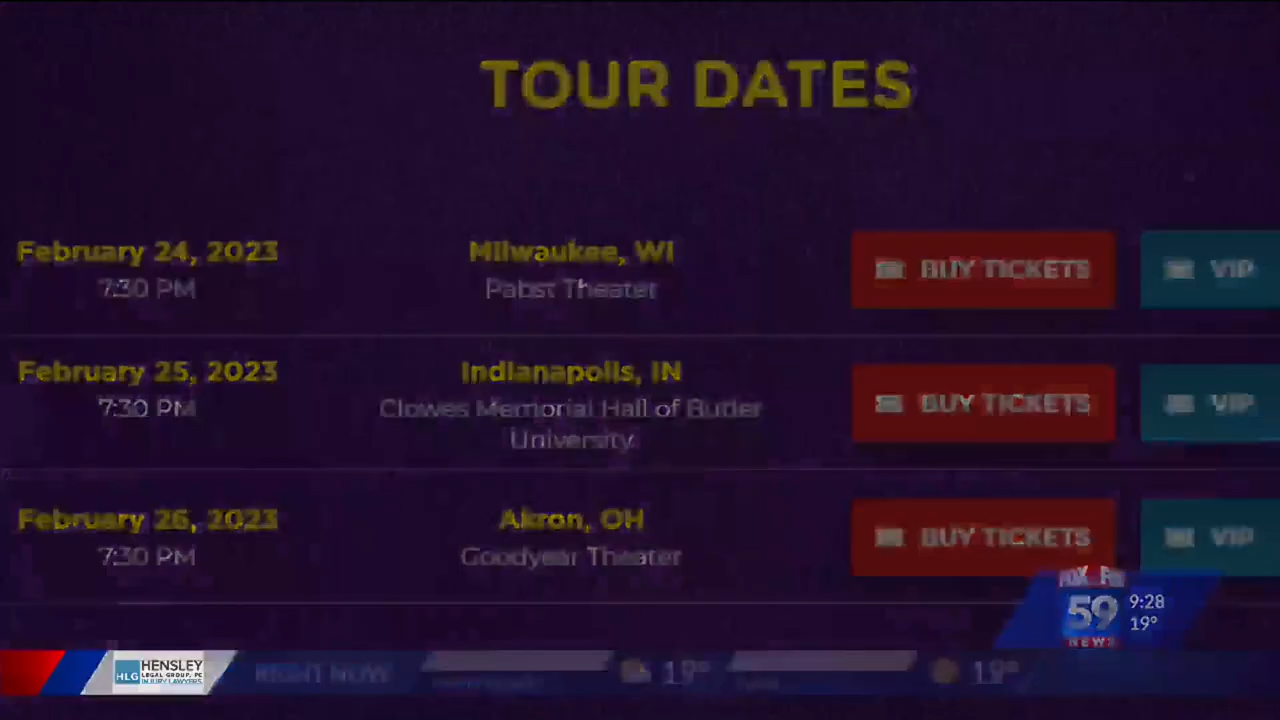 TOUR DATES
February 24, 2023
Milwaukee, WI
BUY TICKETS
VIP
7:30 PM
Pabst Theater
February 25, 2023
Indianapolis, IN
BUY TICKETS
VIP
7:30 PM
Clowes Memorial Hall of Butler
University
February 26, 2023
Akron, OH
BUY TICKETS
VIP
7:30 PM
Goodyear Theater
FOX
59
NEWS
9:28
19°
HLG
HENSLEY
LEGAL GROUP, PC
INJURY LAWYERS
RIGHT NOW
19°
19°